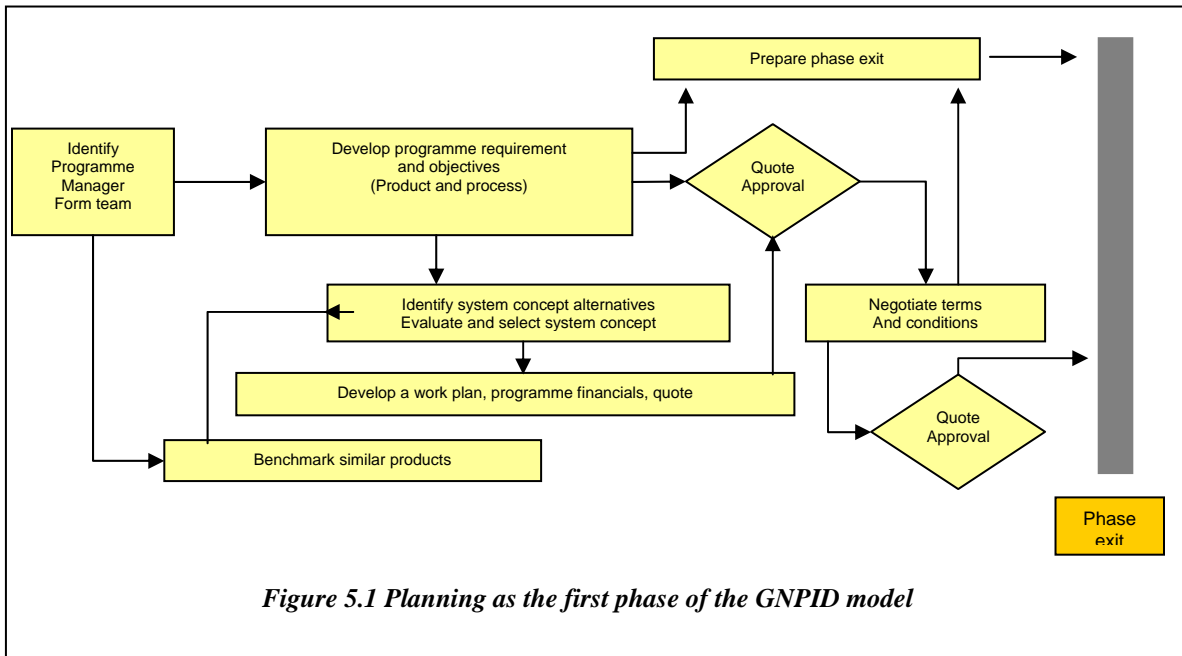 Prepare phase exit
Identify
Programme
Manager
Form team
Develop programme requirement
and objectives
(Product and process)
Quote
Approval
Identify system concept alternatives
Evaluate and select system concept
Negotiate terms
And conditions
Develop a work plan, programme financials, quote
Quote
Approval
Benchmark similar products
Phase
exit
Figure 5.1 Planning as the first phase of the GNPID model